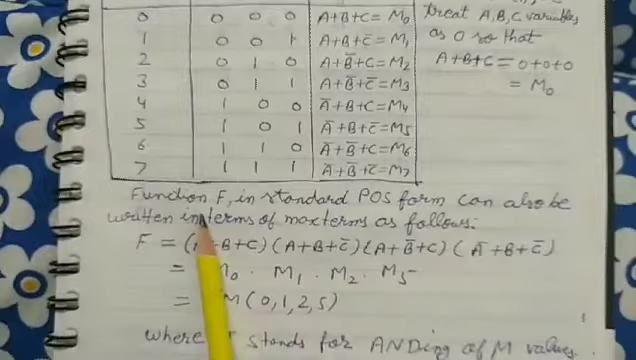 0 0 0 0 A+B+C=M₀ treat A,B,C variables
1 0 0 1 A+B+C̅=M₁ as 0 so that
2 0 1 0 A+B̅+C=M₂ A+B+C=0+0+0
3 0 1 1 A+B̅+C̅=M₃ =M₀
4 1 0 0 A̅+B+C=M₄
5 1 0 1 A̅+B+C̅=M₅
6 1 1 0 A̅+B̅+C=M₆
7 1 1 1 A̅+B̅+C̅=M₇
Function F, in standard POS form can also be
written in terms of maxterms as follows:
F = ( +B+C)(A+B+C̅)(A+B̅+C)(A̅+B+C̅)
= M₀ . M₁ . M₂ . M₅
= M(0,1,2,5)
where stands for ANDing of M values.